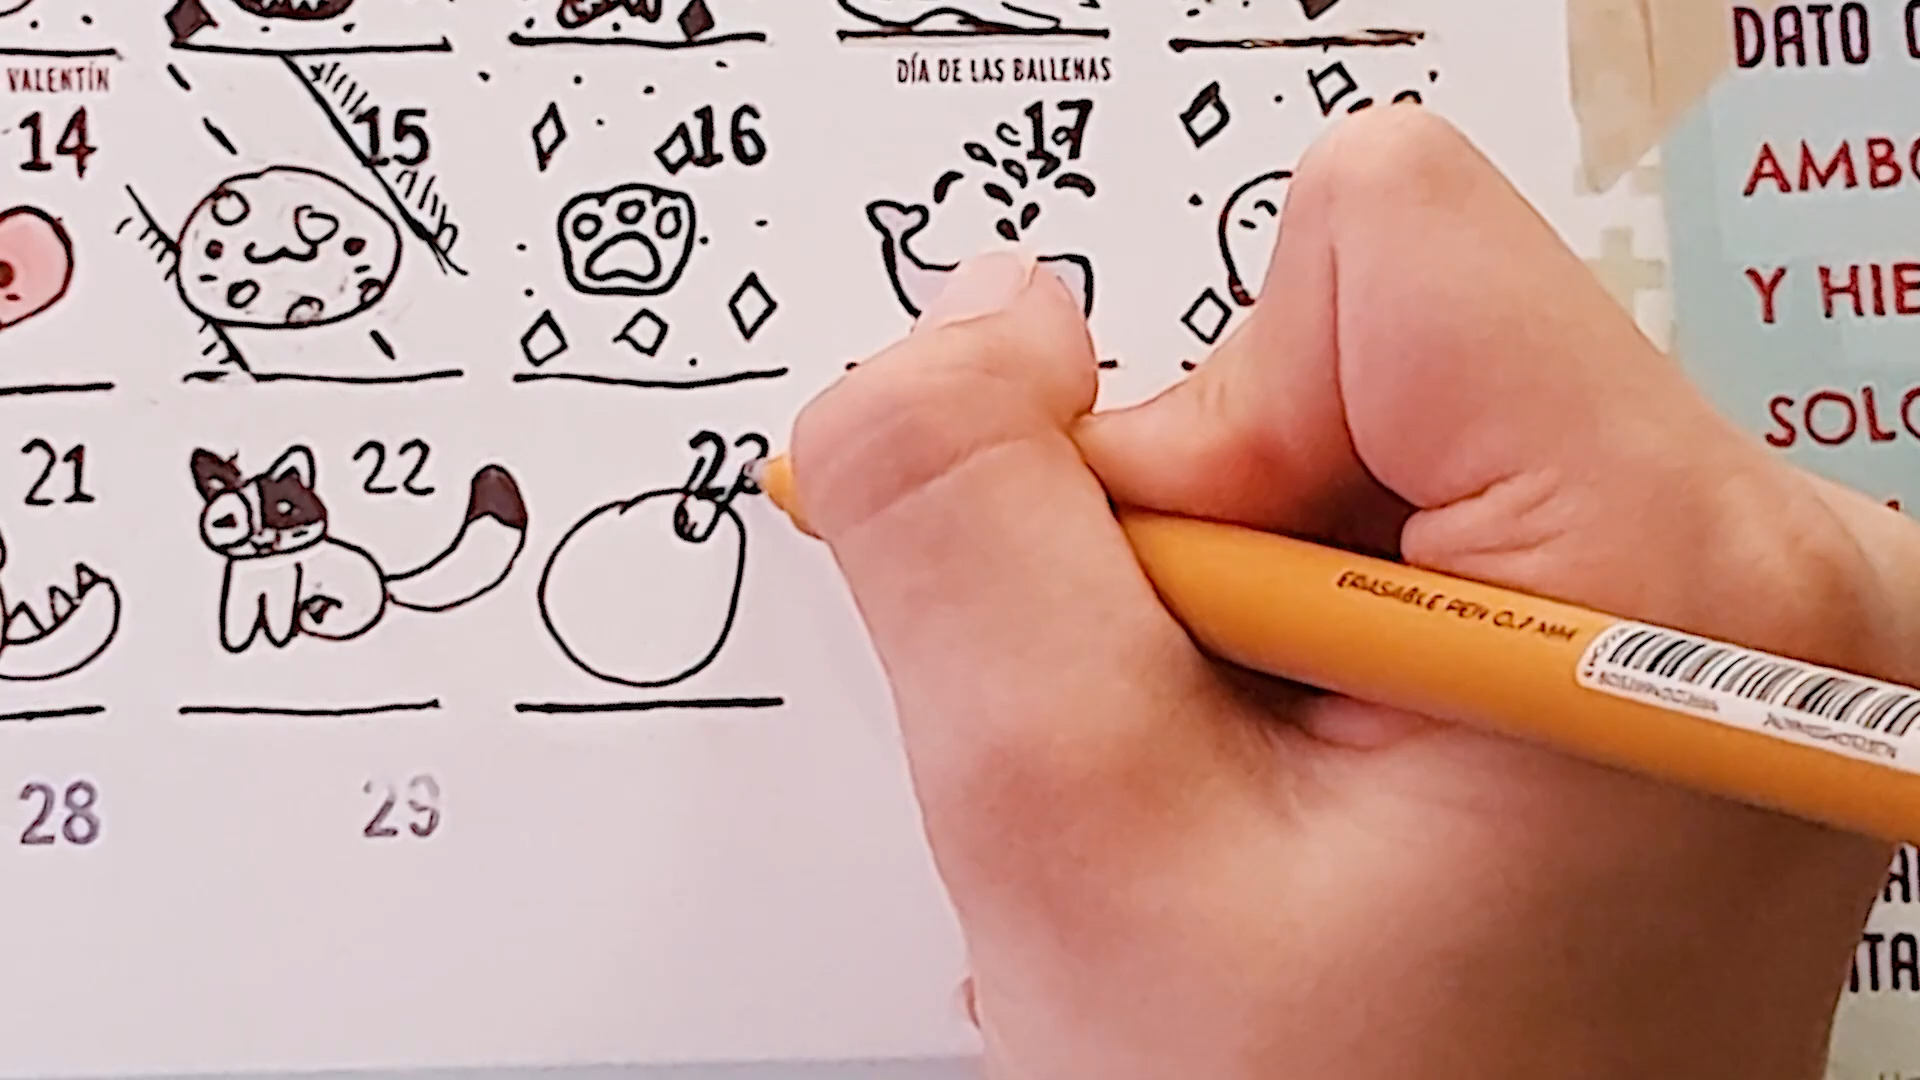 VALENTÍN
DÍA DE LAS BALLENAS
14
15
16
17
21
22
23
28
29
DATO
AMBO
Y HIE
SOLO
ERASABLE PEN 0.7 MM